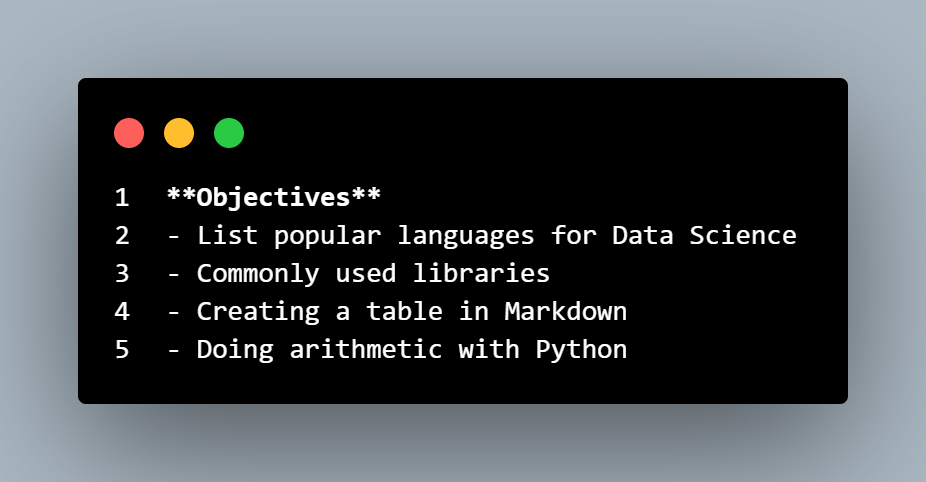 1 **Objectives**
2 - List popular languages for Data Science
3 - Commonly used libraries
4 - Creating a table in Markdown
5 - Doing arithmetic with Python